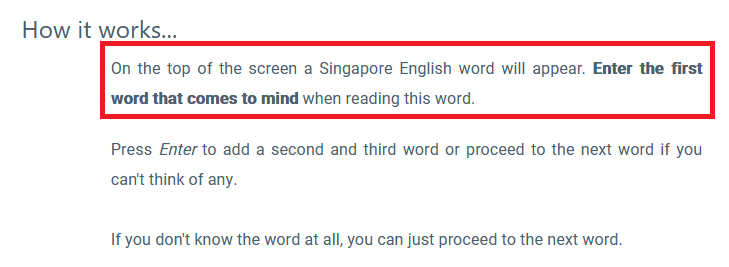 How it works...
On the top of the screen a Singapore English word will appear. Enter the first
word that comes to mind when reading this word.
Press Enter to add a second and third word or proceed to the next word if you
can't think of any.
If you don't know the word at all, you can just proceed to the next word.